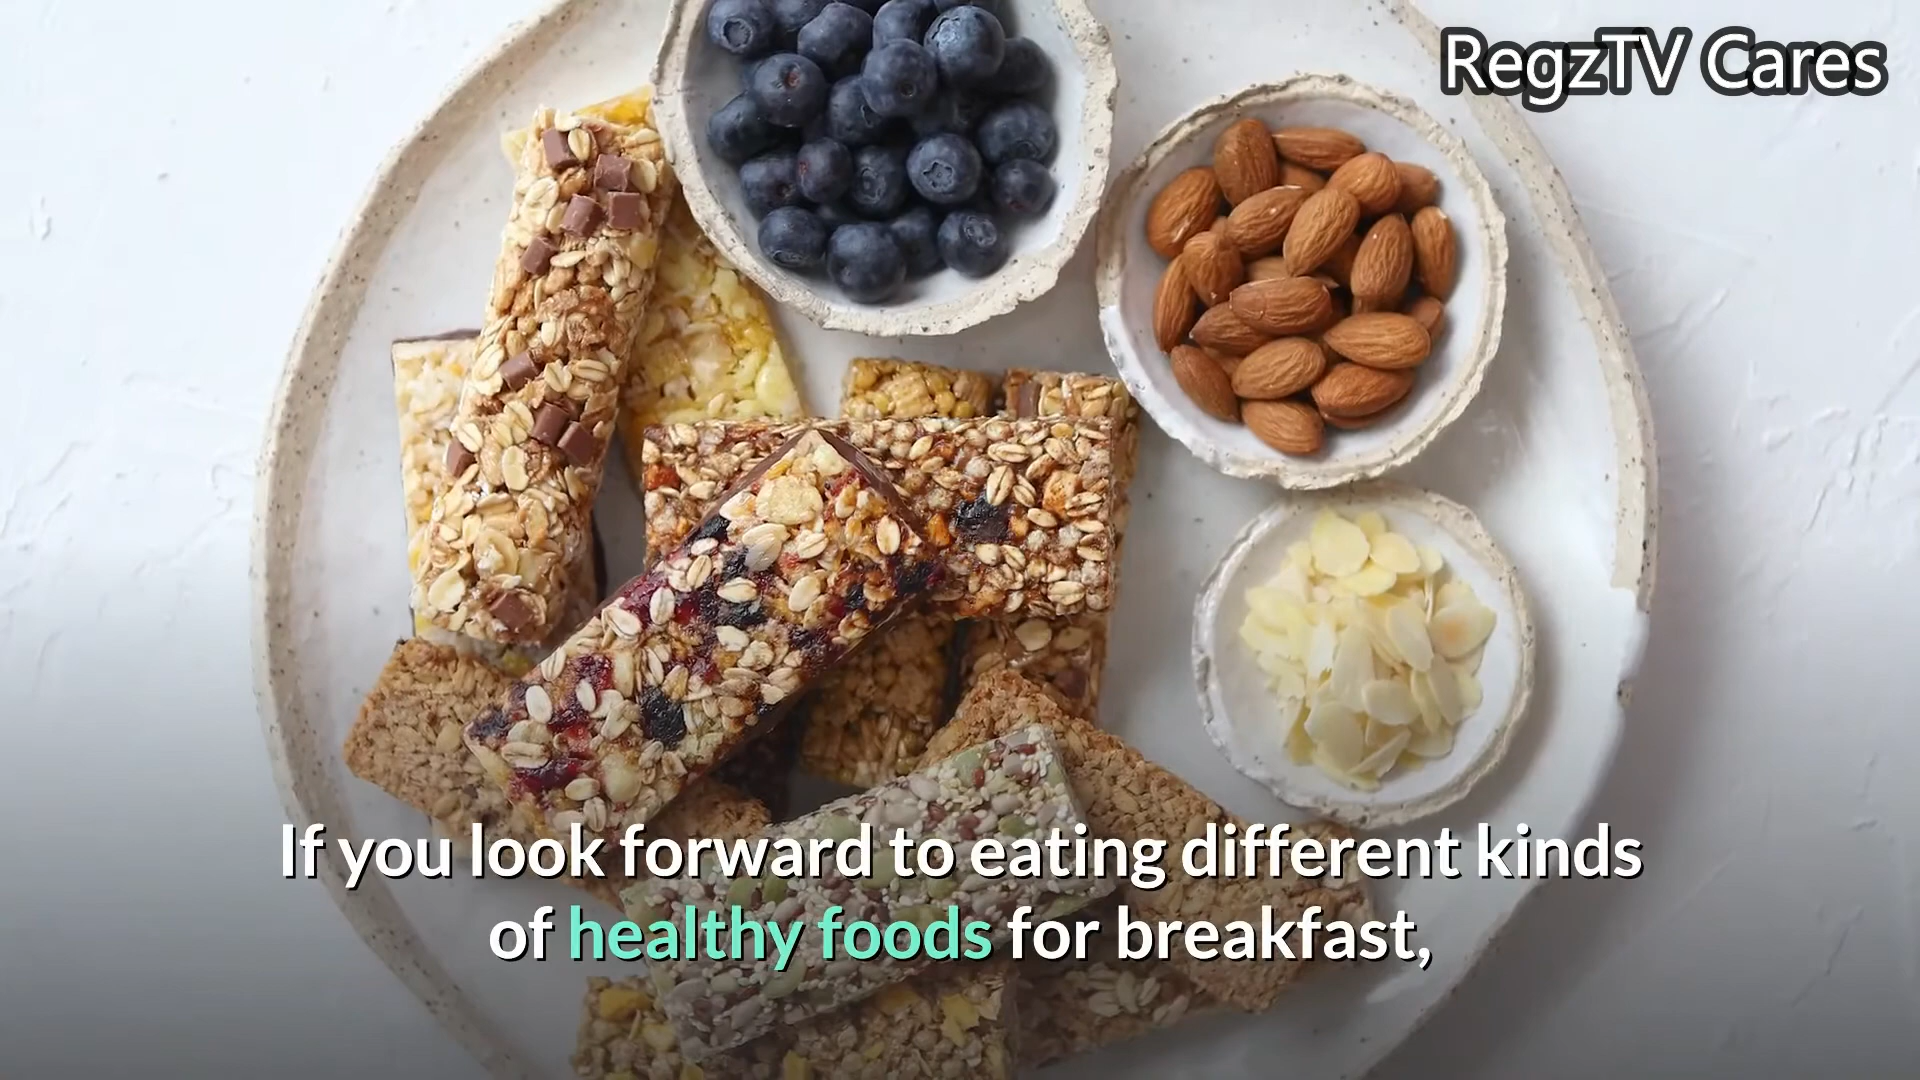 RegzTV Cares
If you look forward to eating different kinds
of healthy foods for breakfast,